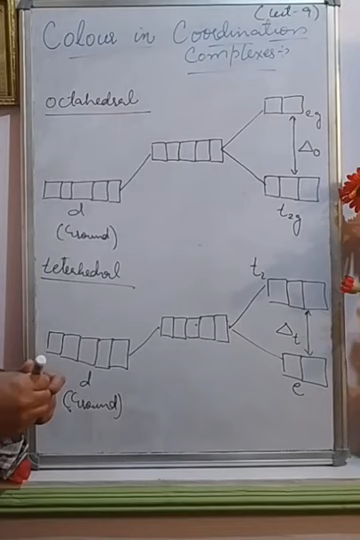 (Lect-9)
Colour in Coordination
Complexes:-
octahedral
eg
Δo
t2g
d
(Ground)
tetrahedral
t2
Δt
e
d
(Ground)